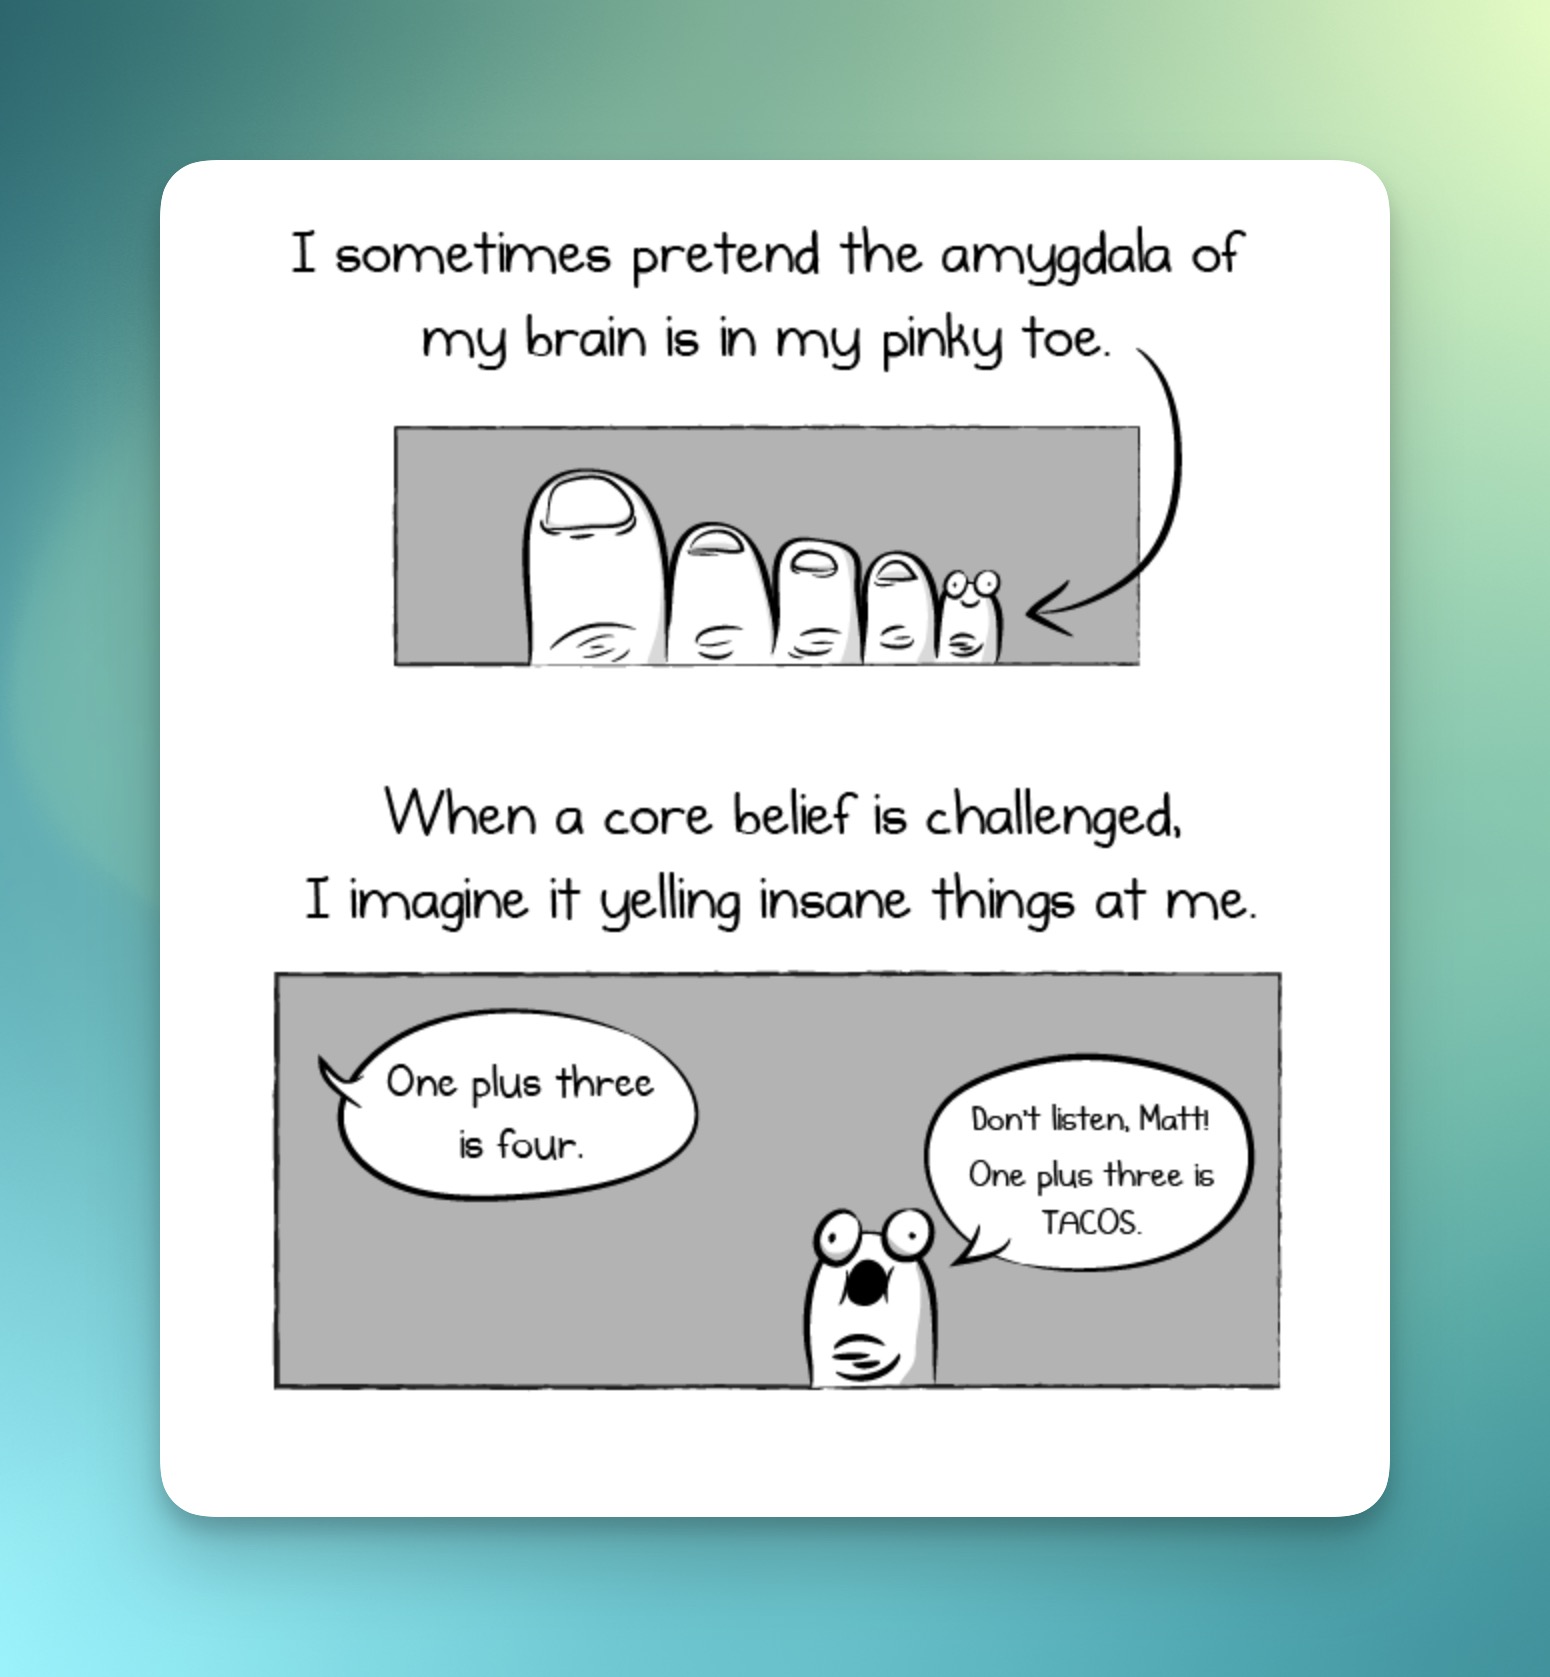 I sometimes pretend the amygdala of
my brain is in my pinky toe.
When a core belief is challenged,
I imagine it yelling insane things at me.
One plus three
is four.
Don't listen, Matt!
One plus three is
TACOS.